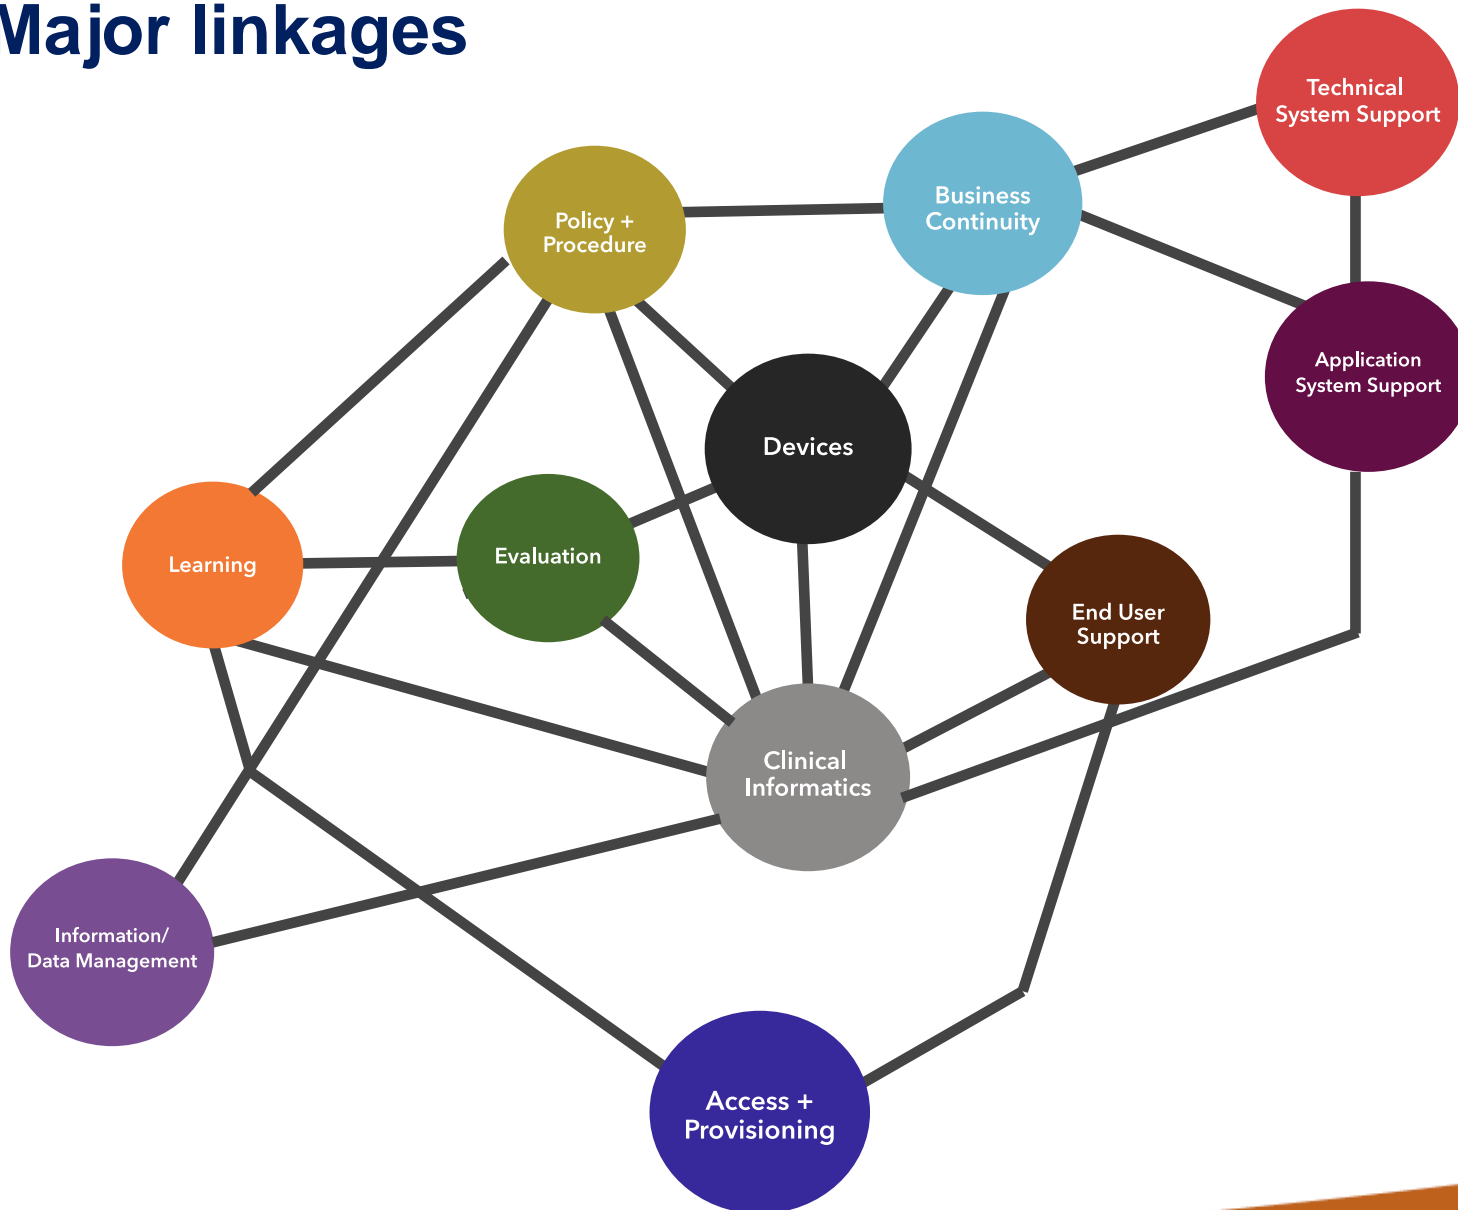 Major linkages
Technical
System Support
Business
Continuity
Policy +
Procedure
Application
System Support
Devices
Learning
Evaluation
End User
Support
Clinical
Informatics
Information/
Data Management
Access +
Provisioning